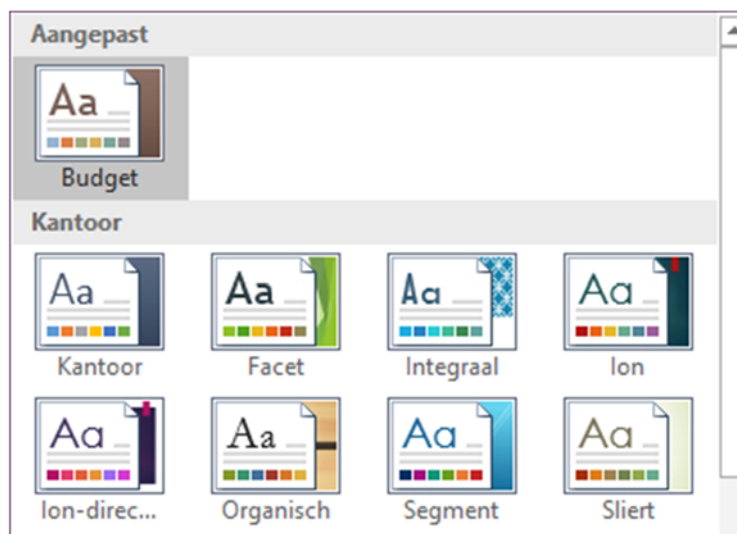 Aangepast
Aa
Budget
Kantoor
Aa Aa Aa Aa
Kantoor Facet Integraal Ion
Aa Aa Aa Aa
Ion-direc... Organisch Segment Sliert